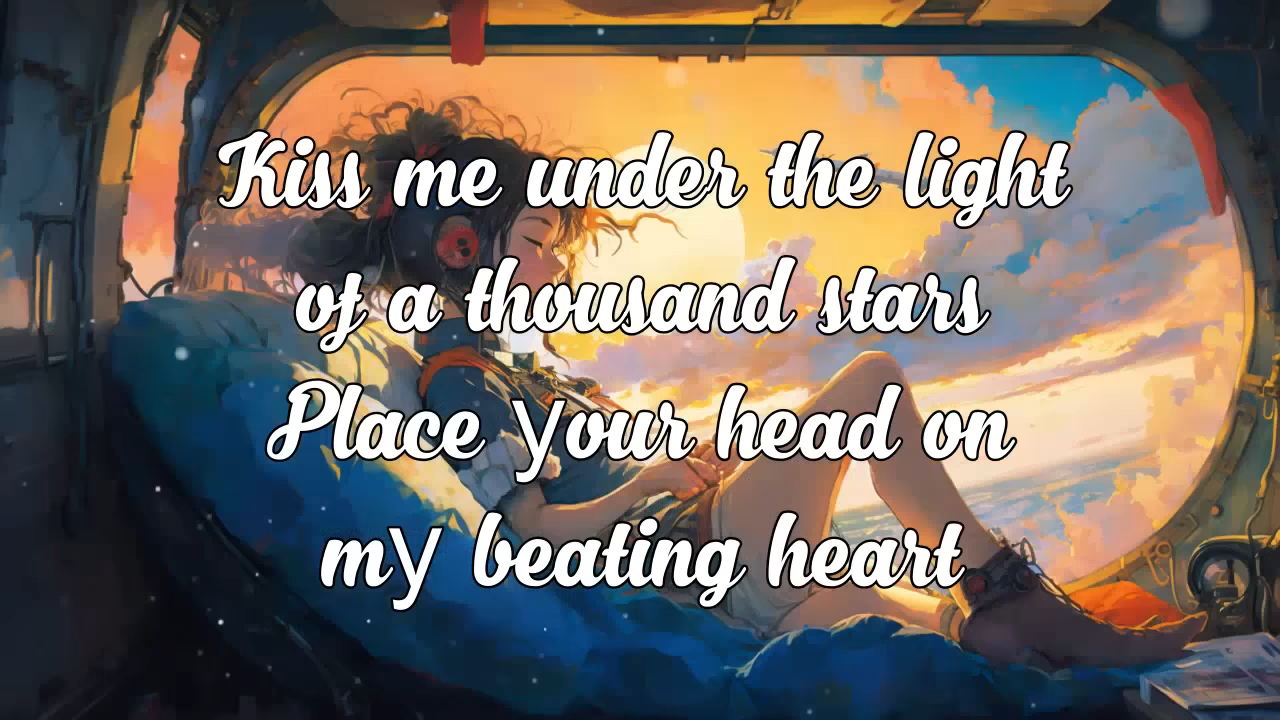 Kiss me under the light
of a thousand stars
Place your head on
my beating heart